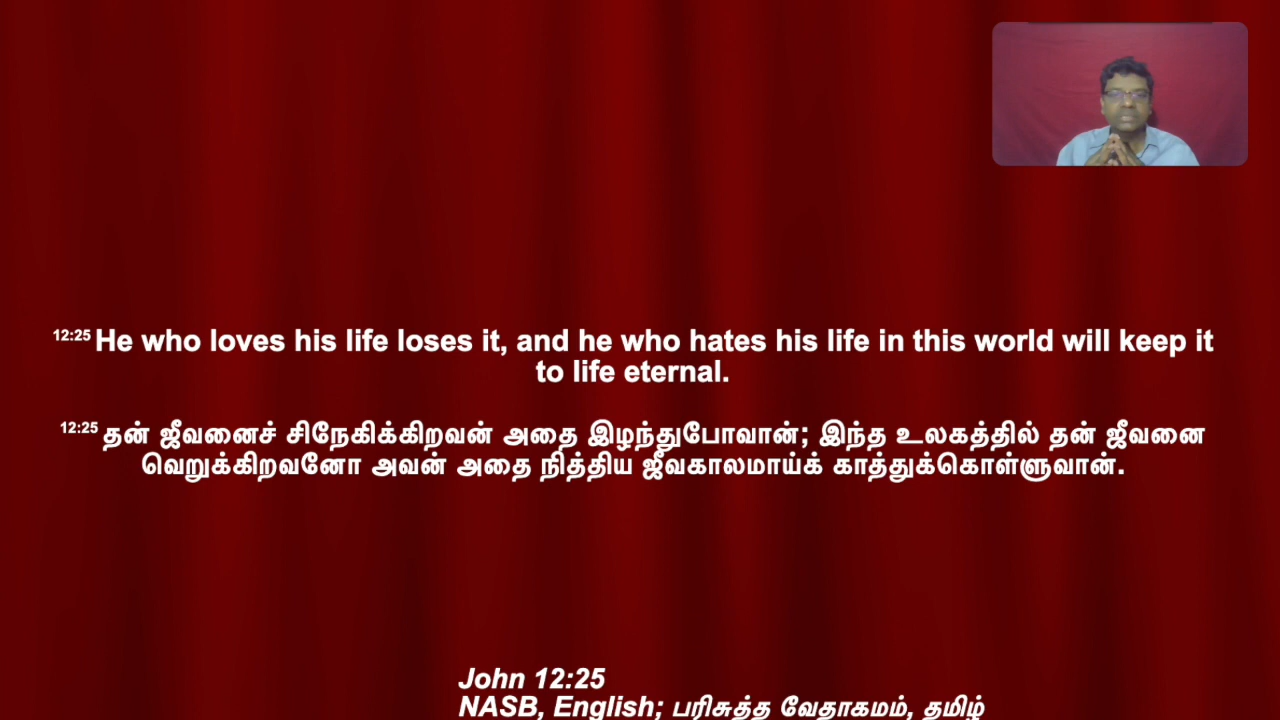 12:25 He who loves his life loses it, and he who hates his life in this world will keep it
to life eternal.
12:25 தன் ஜீவனைச் சிநேகிக்கிறவன் அதை இழந்துபோவான்; இந்த உலகத்தில் தன் ஜீவனை
வெறுக்கிறவனோ அவன் அதை நித்திய ஜீவகாலமாய்க் காத்துக்கொள்ளுவான்.
John 12:25
NASB, English; பரிசுத்த வேதாகமம், தமிழ்